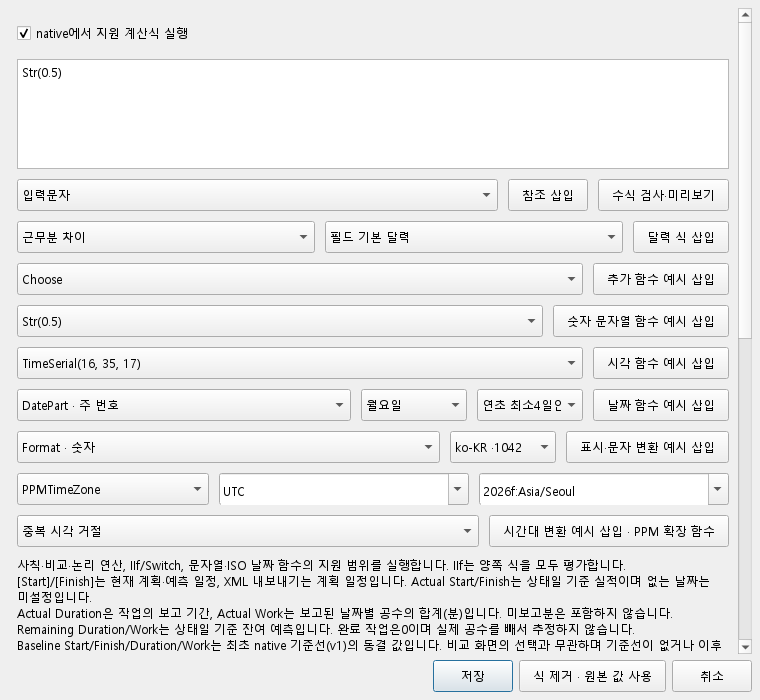 native에서 지원 계산식 실행
Str(0.5)
입력문자
참조 삽입
수식 검사·미리보기
근무분 차이
필드 기본 달력
달력 식 삽입
Choose
추가 함수 예시 삽입
Str(0.5)
숫자 문자열 함수 예시 삽입
TimeSerial(16, 35, 17)
시각 함수 예시 삽입
DatePart · 주 번호
월요일
연초 최소4일인
날짜 함수 예시 삽입
Format · 숫자
ko-KR ·1042
표시·문자 변환 예시 삽입
PPMTimeZone
UTC
2026f:Asia/Seoul
중복 시각 거절
시간대 변환 예시 삽입 · PPM 확장 함수
사칙·비교·논리 연산, IIf/Switch, 문자열·ISO 날짜 함수의 지원 범위를 실행합니다. IIf는 양쪽 식을 모두 평가합니다.
[Start]/[Finish]는 현재 계획·예측 일정, XML 내보내기는 계획 일정입니다. Actual Start/Finish는 상태일 기준 실적이며 없는 날짜는
미설정입니다.
Actual Duration은 작업의 보고 기간, Actual Work는 보고된 날짜별 공수의 합계(분)입니다. 미보고분은 포함하지 않습니다.
Remaining Duration/Work는 상태일 기준 잔여 예측입니다. 완료 작업은0이며 실제 공수를 빼서 추정하지 않습니다.
Baseline Start/Finish/Duration/Work는 최초 native 기준선(v1)의 동결 값입니다. 비교 화면의 선택과 무관하며 기준선이 없거나 이후
저장
식 제거 · 원본 값 사용
취소